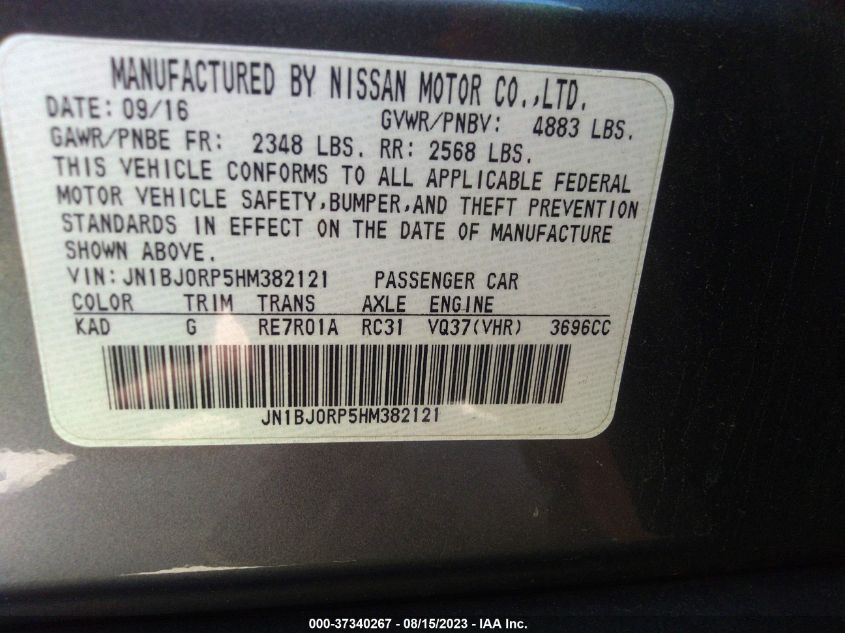 MANUFACTURED BY NISSAN MOTOR CO.,LTD.
DATE: 09/16 GVWR/PNBV: 4883 LBS.
GAWR/PNBE FR: 2348 LBS. RR: 2568 LBS.
THIS VEHICLE CONFORMS TO ALL APPLICABLE FEDERAL
MOTOR VEHICLE SAFETY,BUMPER,AND THEFT PREVENTION
STANDARDS IN EFFECT ON THE DATE OF MANUFACTURE
SHOWN ABOVE.
VIN: JN1BJ0RP5HM382121 PASSENGER CAR
COLOR TRIM TRANS AXLE ENGINE
KAD G RE7R01A RC31 VQ37(VHR) 3696CC
JN1BJ0RP5HM382121
000-37340267 - 08/15/2023 - IAA Inc.